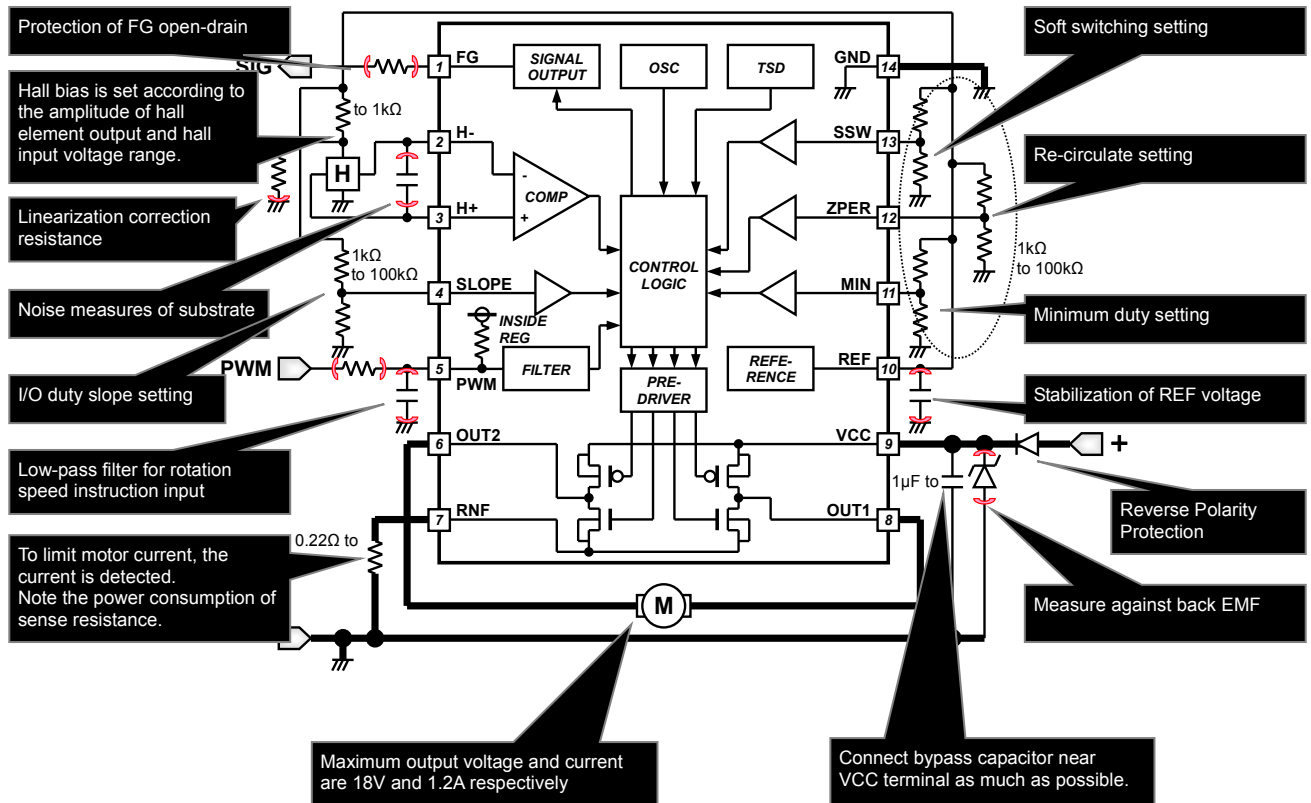 Protection of FG open-drain
SIG
Hall bias is set according to
the amplitude of hall
element output and hall
input voltage range.
to 1kΩ
H
Linearization correction
resistance
1kΩ
to 100kΩ
Noise measures of substrate
I/O duty slope setting
PWM
Low-pass filter for rotation
speed instruction input
To limit motor current, the
current is detected.
Note the power consumption of
sense resistance.
0.22Ω to
1 FG
2 H-
3 H+
4 SLOPE
5 PWM
6 OUT2
7 RNF
SIGNAL
OUTPUT
OSC
TSD
-
COMP
+
CONTROL
LOGIC
INSIDE
REG
FILTER
PRE-
DRIVER
REFE-
RENCE
GND 14
SSW 13
ZPER 12
MIN 11
REF 10
VCC 9
OUT1 8
M
Soft switching setting
Re-circulate setting
1kΩ
to 100kΩ
Minimum duty setting
Stabilization of REF voltage
+
1µF to
Reverse Polarity
Protection
Measure against back EMF
Maximum output voltage and current
are 18V and 1.2A respectively
Connect bypass capacitor near
VCC terminal as much as possible.